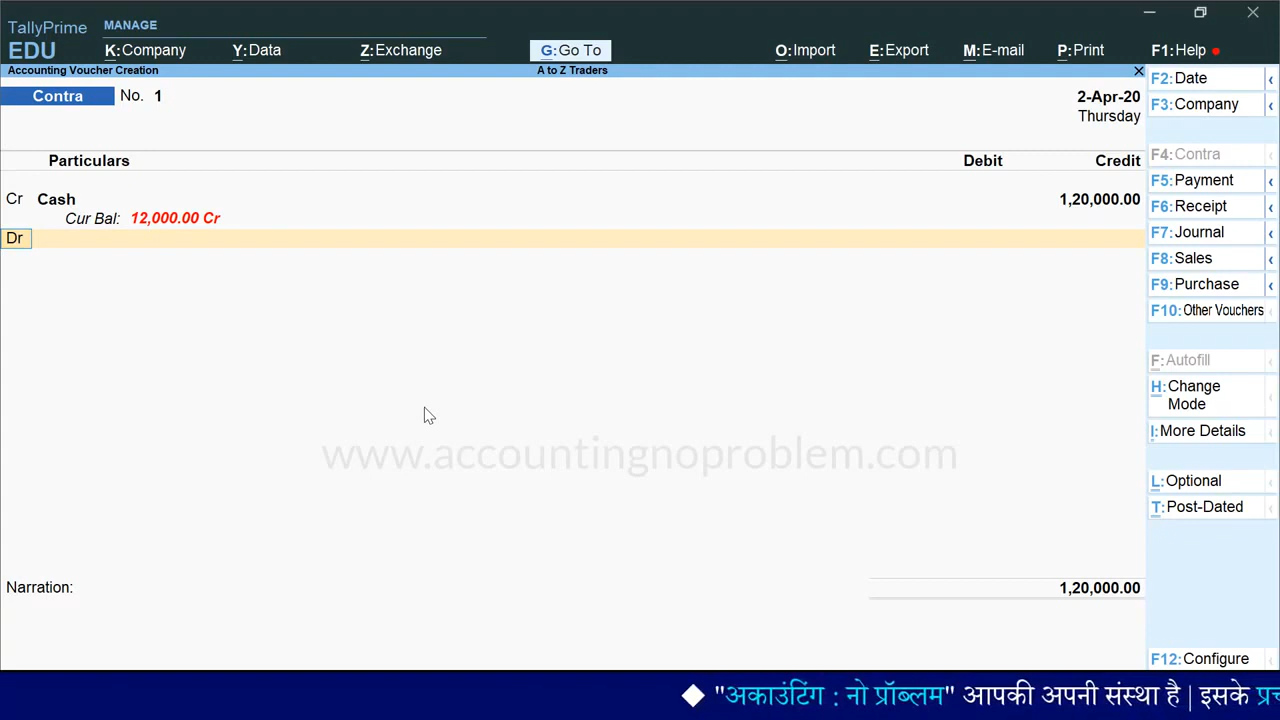 TallyPrime MANAGE
EDU K:Company Y:Data Z:Exchange G:Go To O:Import E:Export M:E-mail P:Print F1:Help
Accounting Voucher Creation A to Z Traders
F2:Date
Contra No. 1 2-Apr-20
F3:Company
Thursday
F4:Contra
Particulars Debit Credit
F5:Payment
Cr Cash 1,20,000.00
F6:Receipt
Cur Bal: 12,000.00 Cr
F7:Journal
Dr
F8:Sales
F9:Purchase
F10:Other Vouchers
F:Autofill
H:Change
Mode
I:More Details
www.accountingnoproblem.com
L:Optional
T:Post-Dated
Narration: 1,20,000.00
F12:Configure
◆ "अकाउंटिंग : नो प्रॉब्लम" आपकी अपनी संस्था है | इसके प्रच